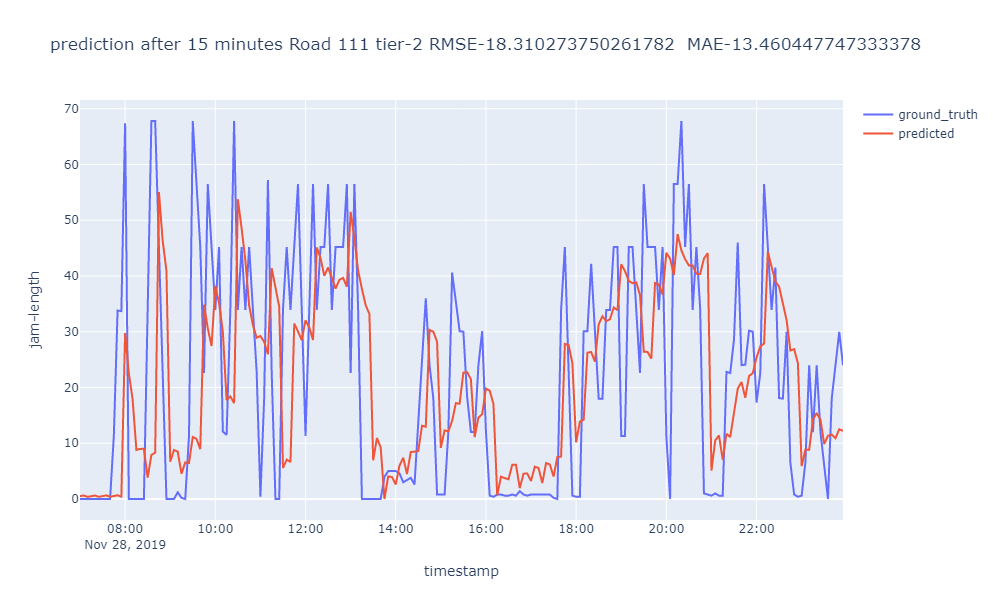 prediction after 15 minutes Road 111 tier-2 RMSE-18.310273750261782  MAE-13.460447747333378
ground_truth
predicted
70
60
50
40
30
20
10
0
jam-length
08:00 10:00 12:00 14:00 16:00 18:00 20:00 22:00
Nov 28, 2019
timestamp